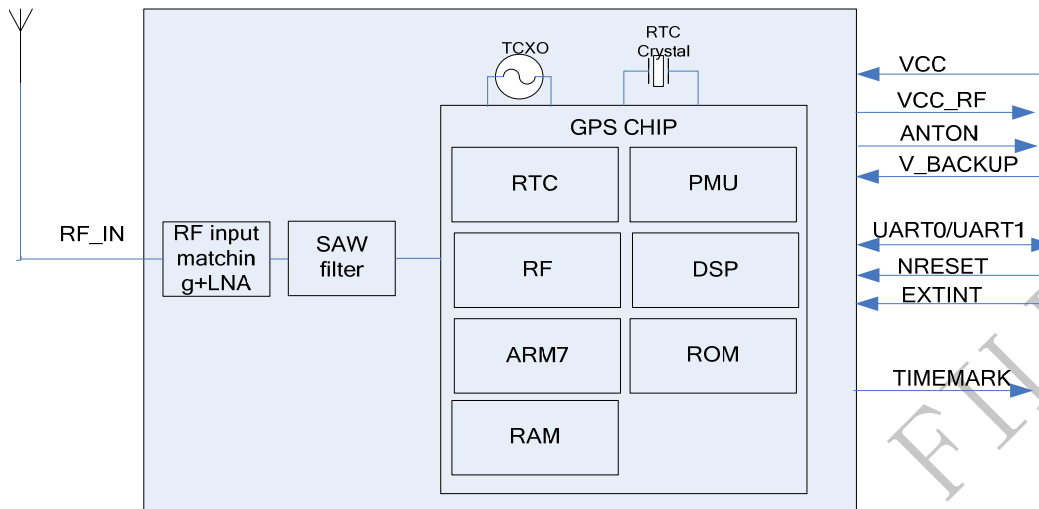 TCXO
RTC
Crystal
GPS CHIP
RTC
PMU
RF
DSP
ARM7
ROM
RAM
RF_IN
RF input
matchin
g+LNA
SAW
filter
VCC
VCC_RF
ANTON
V_BACKUP
UART0/UART1
NRESET
EXTINT
TIMEMARK